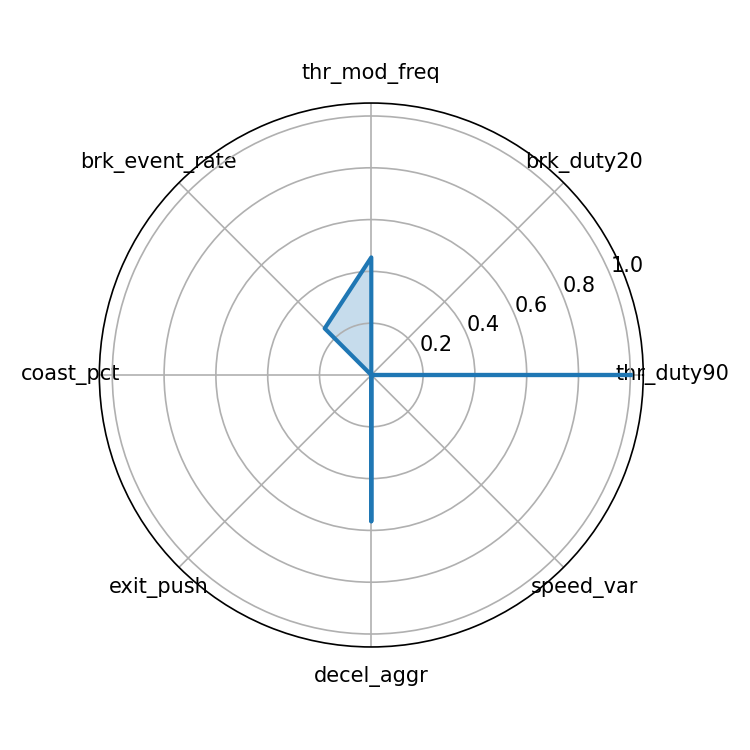 thr_mod_freq
brk_event_rate
brk_duty20
1.0
0.8
0.6
0.4
0.2
coast_pct
thr_duty90
exit_push
speed_var
decel_aggr